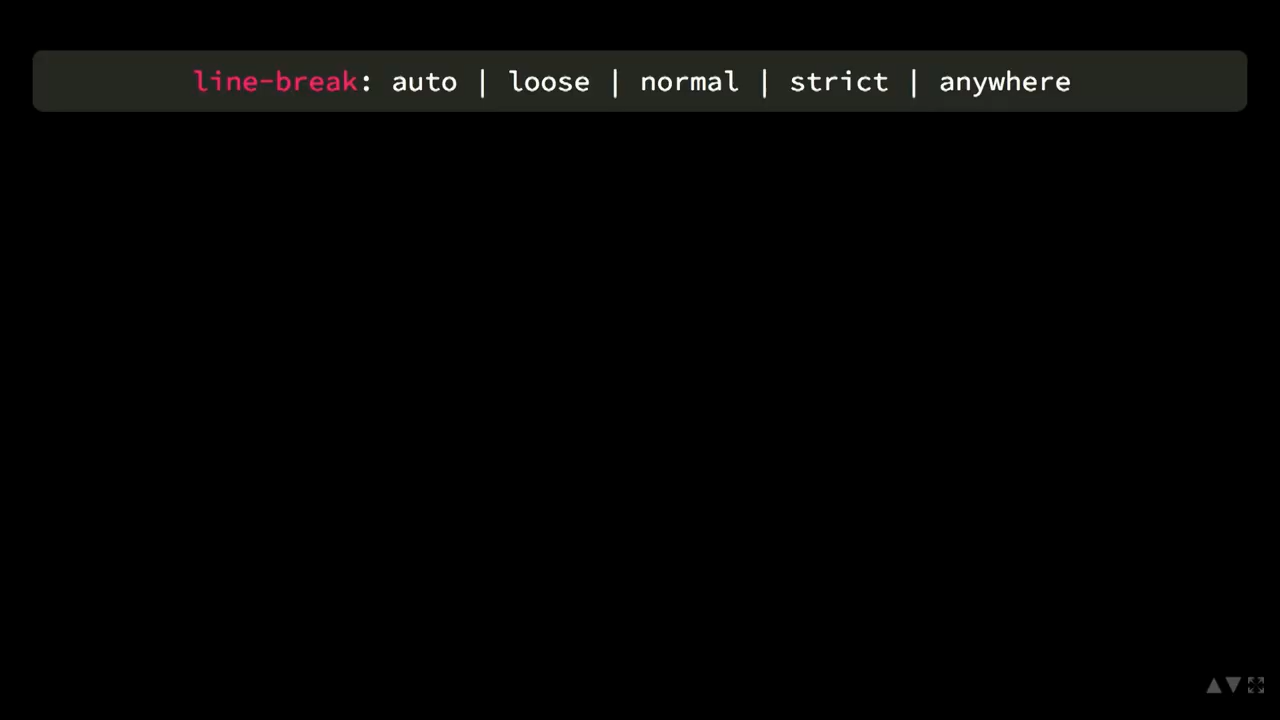 line-break: auto | loose | normal | strict | anywhere